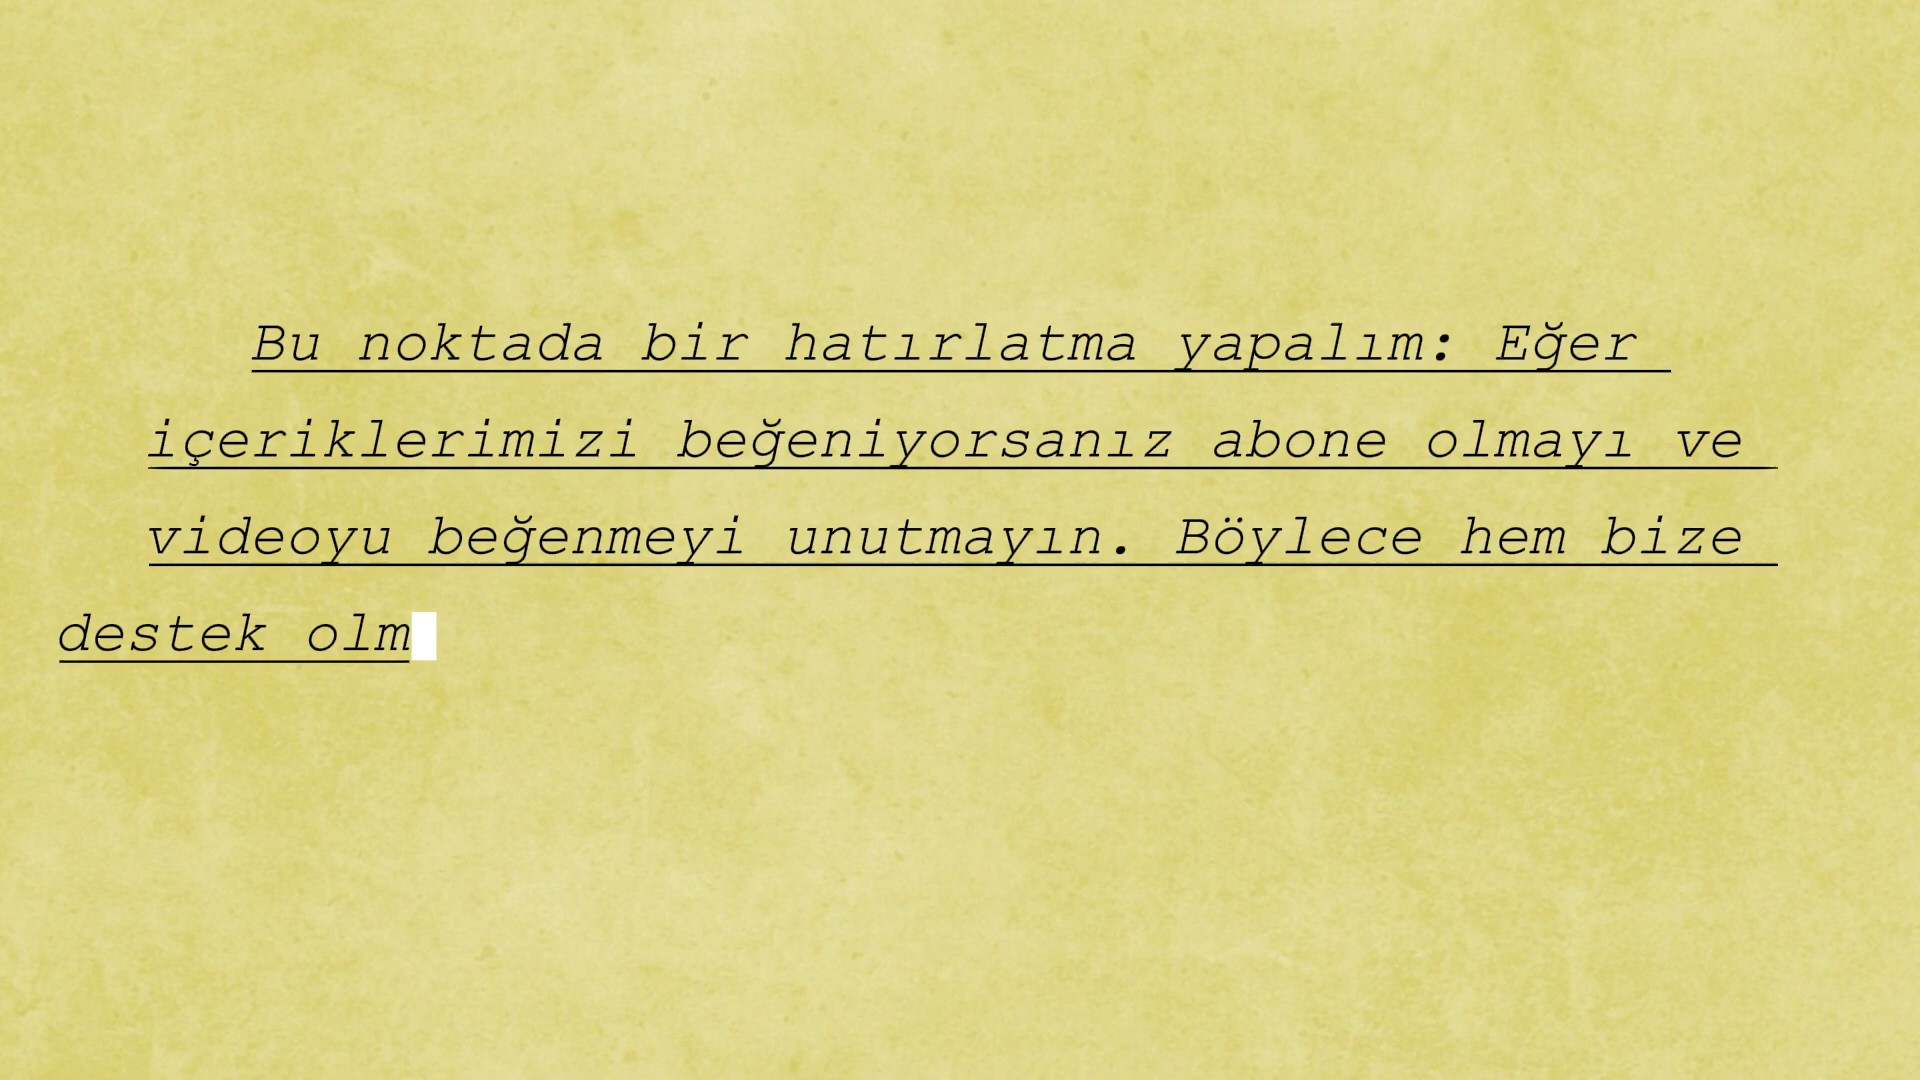 Bu noktada bir hatırlatma yapalım: Eğer
içeriklerimizi beğeniyorsanız abone olmayı ve
videoyu beğenmeyi unutmayın. Böylece hem bize
destek olm